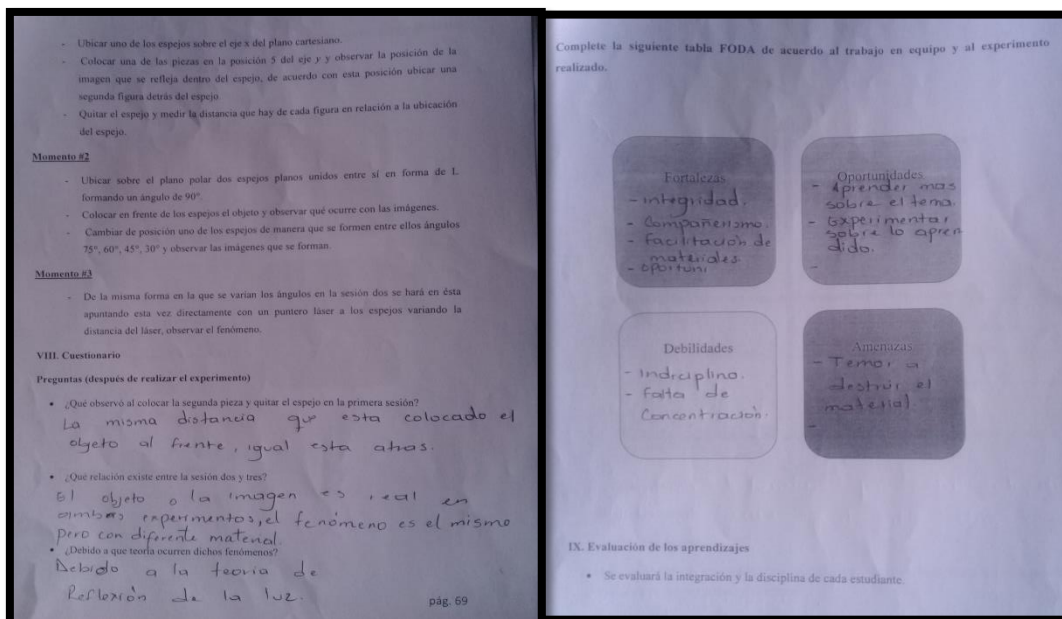 - Ubicar uno de los espejos sobre el eje x del plano cartesiano.
- Colocar una de las piezas en la posición 5 del eje y y observar la posición de la
imagen que se refleja dentro del espejo, de acuerdo con esta posición ubicar una
segunda figura detrás del espejo.
- Quitar el espejo y medir la distancia que hay de cada figura en relación a la ubicación
del espejo.
Momento #2
- Ubicar sobre el plano polar dos espejos planos unidos entre sí en forma de L
formando un ángulo de 90°.
- Colocar en frente de los espejos el objeto y observar qué ocurre con las imágenes.
- Cambiar de posición uno de los espejos de manera que se formen entre ellos ángulos
75°, 60°, 45°, 30° y observar las imágenes que se forman.
Momento #3
- De la misma forma en la que se varían los ángulos en la sesión dos se hará en ésta
apuntando esta vez directamente con un puntero láser a los espejos variando la
distancia del láser, observar el fenómeno.
VIII. Cuestionario
Preguntas (después de realizar el experimento)
• ¿Qué observó al colocar la segunda pieza y quitar el espejo en la primera sesión?
La misma distancia que esta colocado el
objeto al frente, igual esta atras.
• ¿Qué relación existe entre la sesión dos y tres?
El objeto o la imagen es real en
ambos experimentos, el fenómeno es el mismo
pero con diferente material
• ¿Debido a que teoría ocurren dichos fenómenos?
Debido a la teoría de
Reflexión de la luz.
pág. 69
Complete la siguiente tabla FODA de acuerdo al trabajo en equipo y al experimento
realizado.
Fortalezas
- integridad.
- Compañerismo.
- facilitación de
materiales.
- oportuni
Oportunidades
- Aprender mas
sobre el tema.
- Experimentar
sobre lo apren
dido.
-
Debilidades
- Indiciplina.
- falta de
Concentración.
Amenazas
- Temor a
destruir el
material.
-
IX. Evaluación de los aprendizajes
• Se evaluará la integración y la disciplina de cada estudiante.